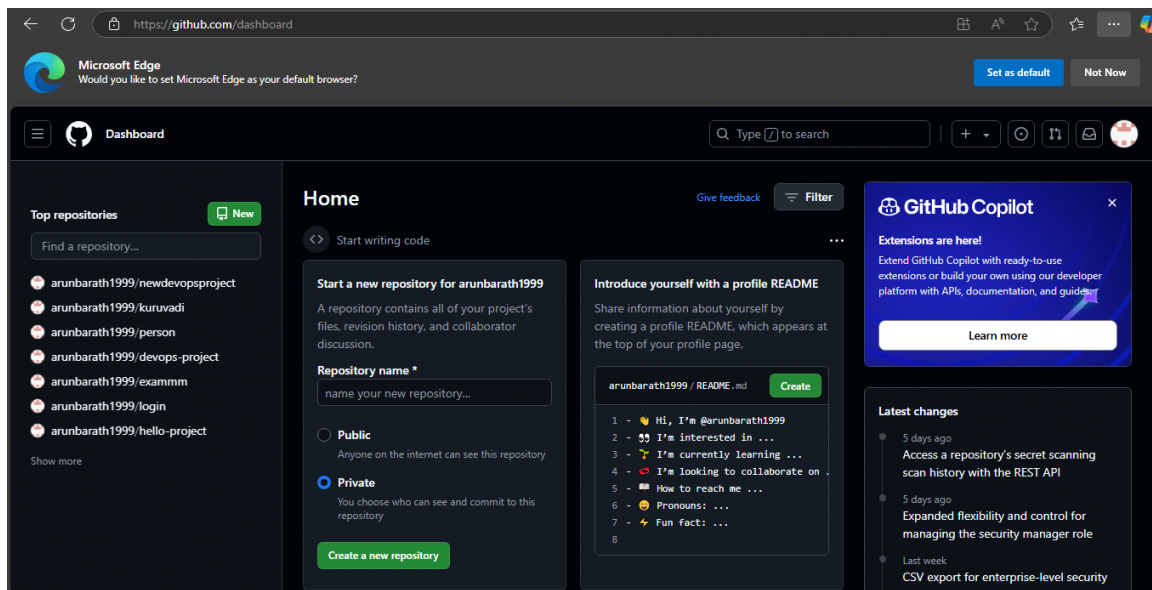 https://github.com/dashboard
Microsoft Edge
Would you like to set Microsoft Edge as your default browser?
Set as default
Not Now
Dashboard
Type / to search
Top repositories
New
Find a repository...
arunbarath1999/newdevopsproject
arunbarath1999/kuruvadi
arunbarath1999/person
arunbarath1999/devops-project
arunbarath1999/exammm
arunbarath1999/login
arunbarath1999/hello-project
Show more
Home
Give feedback
Filter
Start writing code
Start a new repository for arunbarath1999
A repository contains all of your project's
files, revision history, and collaborator
discussion.
Repository name *
name your new repository...
Public
Anyone on the internet can see this repository
Private
You choose who can see and commit to this
repository
Create a new repository
Introduce yourself with a profile README
Share information about yourself by
creating a profile README, which appears at
the top of your profile page.
arunbarath1999/README.md
Create
1 - 👋 Hi, I'm @arunbarath1999
2 - 👀 I'm interested in ...
3 - 🌱 I'm currently learning ...
4 - 💞️ I'm looking to collaborate on .
5 - 📫 How to reach me ...
6 - 😄 Pronouns: ...
7 - ⚡ Fun fact: ...
8
GitHub Copilot
Extensions are here!
Extend GitHub Copilot with ready-to-use
extensions or build your own using our developer
platform with APIs, documentation, and guides.
Learn more
Latest changes
5 days ago
Access a repository's secret scanning
scan history with the REST API
5 days ago
Expanded flexibility and control for
managing the security manager role
Last week
CSV export for enterprise-level security